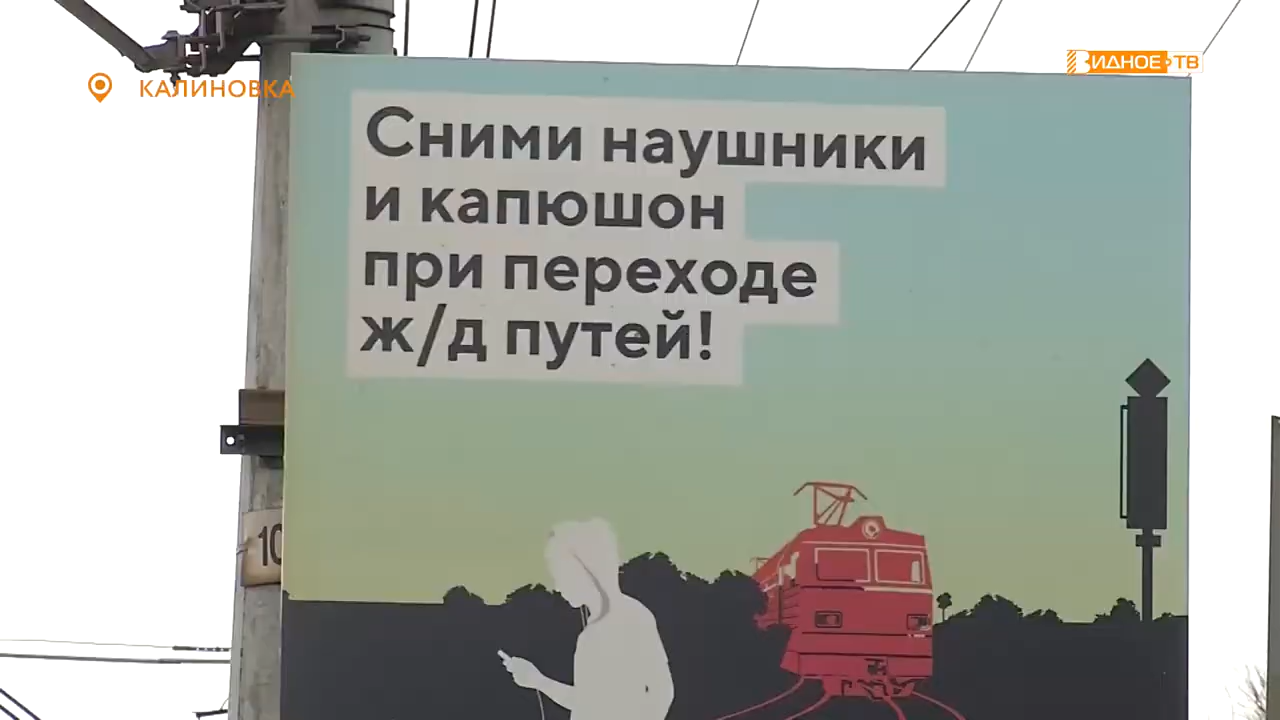 КАЛИНОВКА
ВИДНОЕ·ТВ
Сними наушники
и капюшон
при переходе
ж/д путей!
10